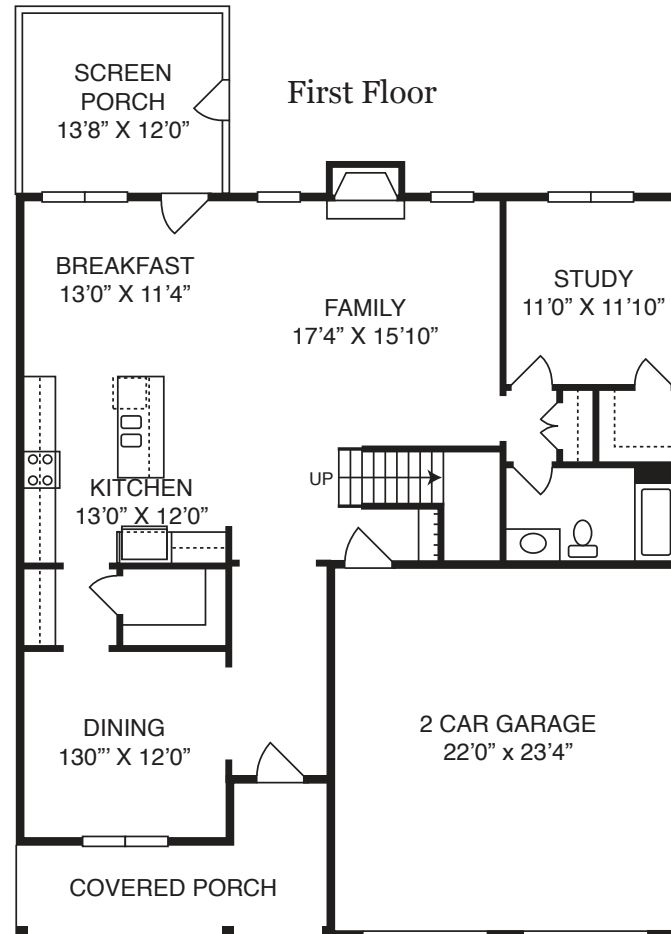 First Floor
SCREEN
PORCH
13’8” X 12’0”
BREAKFAST
13’0” X 11’4”
FAMILY
17’4” X 15’10”
STUDY
11’0” X 11’10”
UP
KITCHEN
13’0” X 12’0”
DINING
130”’ X 12’0”
2 CAR GARAGE
22’0” x 23’4”
COVERED PORCH